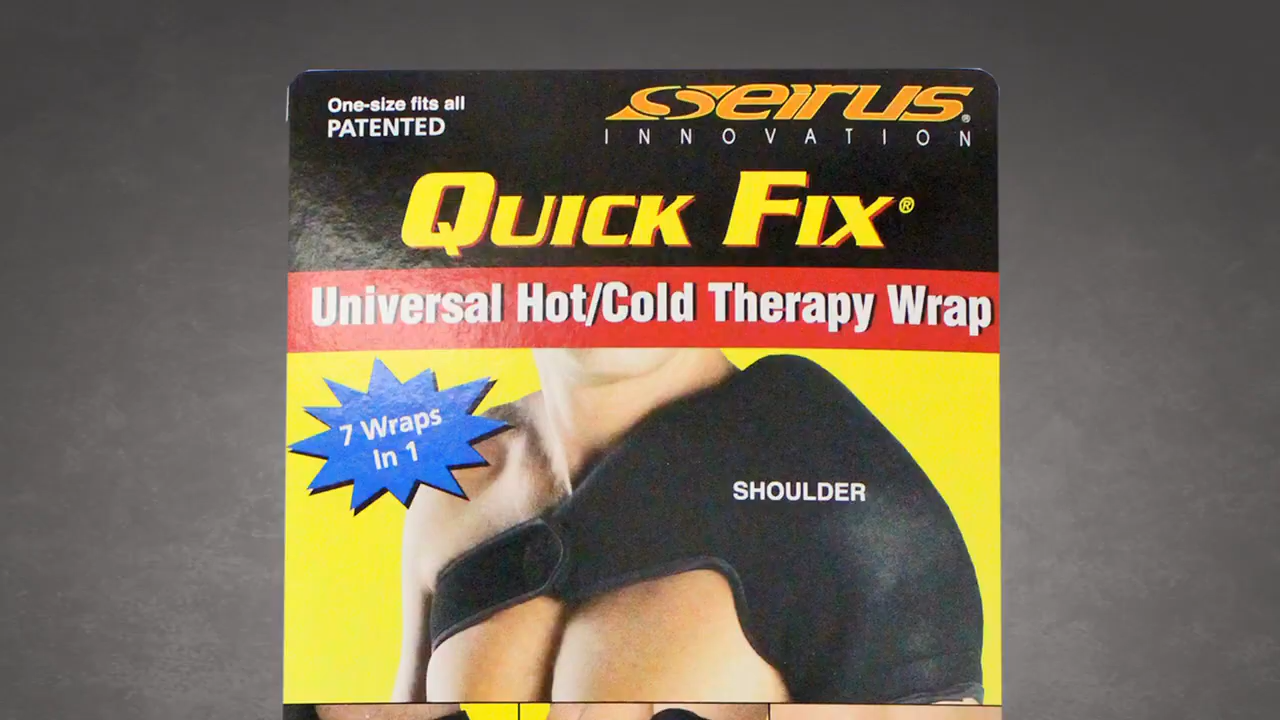 One-size fits all
PATENTED
SEIRUS®
INNOVATION
QUICK FIX®
Universal Hot/Cold Therapy Wrap
7 Wraps
In 1
SHOULDER